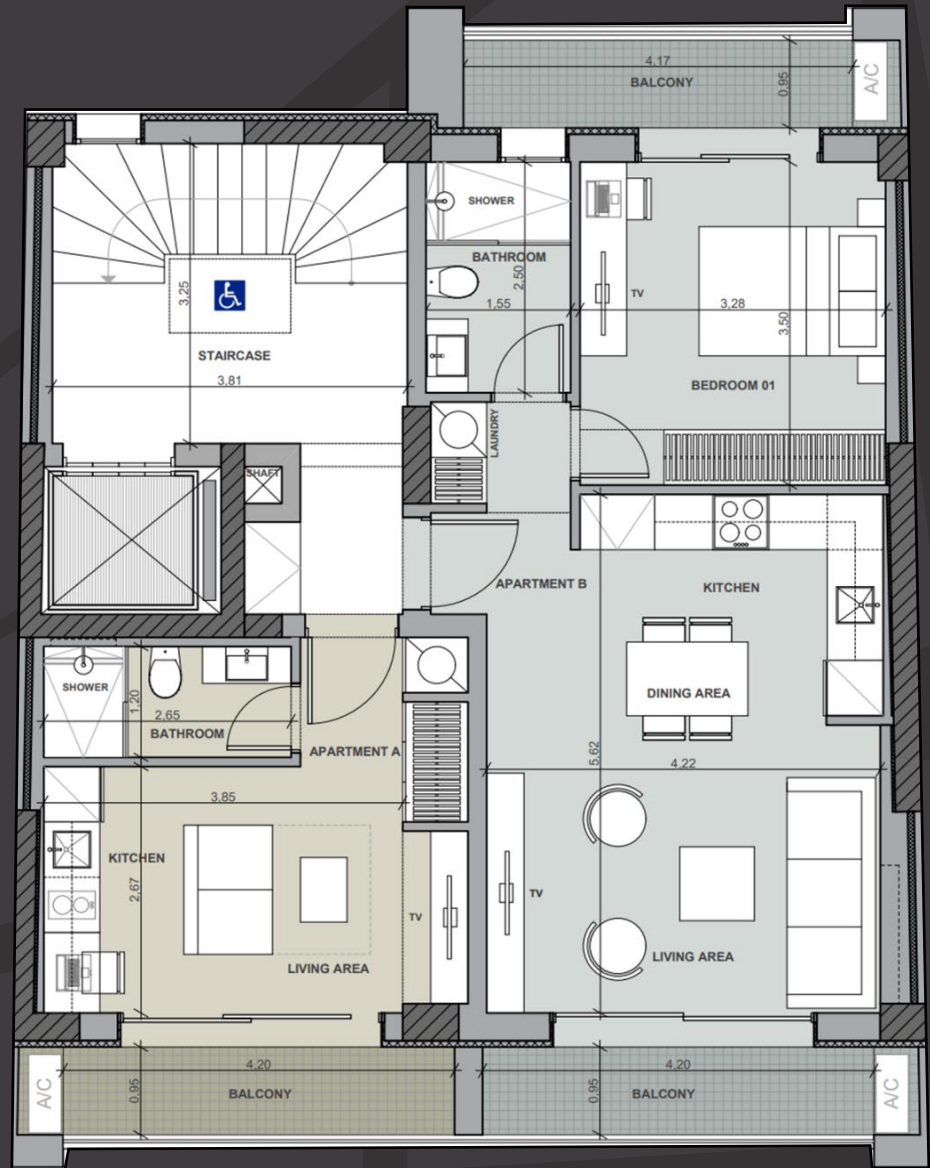 4,17
BALCONY
0,95
A/C
SHOWER
BATHROOM
2,50
1,55
TV
3,28
3,50
3,25
STAIRCASE
3,81
BEDROOM 01
LAUNDRY
SHAFT
APARTMENT B
KITCHEN
SHOWER
1,20
2,65
BATHROOM
APARTMENT A
DINING AREA
5,62
4,22
3,85
KITCHEN
2,67
TV
TV
LIVING AREA
LIVING AREA
4,20
4,20
A/C
0,95
BALCONY
0,95
BALCONY
A/C